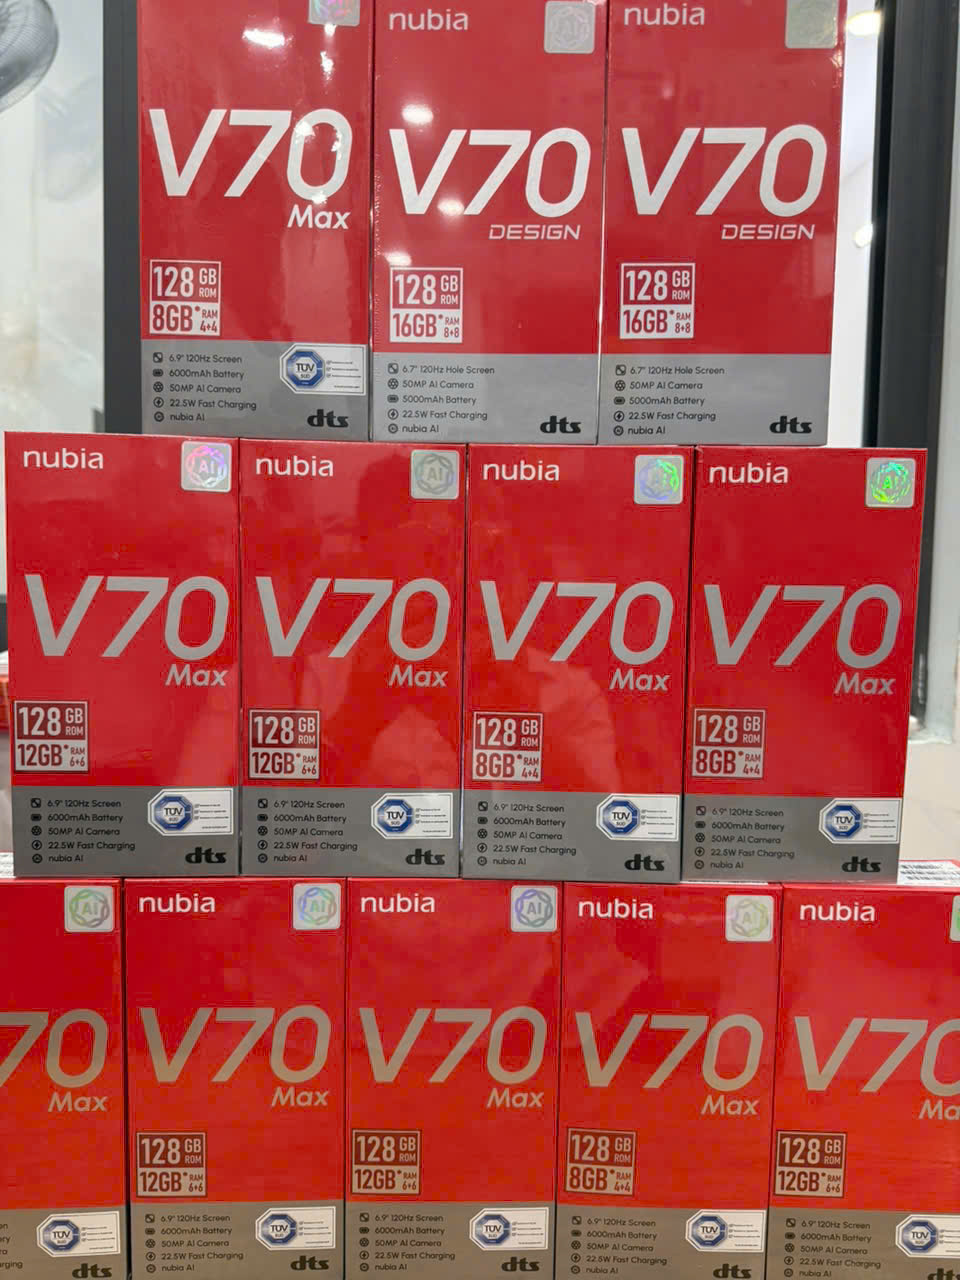 V70
Max
128 GB
ROM
8GB* RAM
4+4
6.9" 120Hz Screen
6000mAh Battery
50MP AI Camera
22.5W Fast Charging
nubia AI
TÜV
SÜD
dts
nubia
V70
DESIGN
128 GB
ROM
16GB* RAM
8+8
6.7" 120Hz Hole Screen
50MP AI Camera
5000mAh Battery
22.5W Fast Charging
nubia AI
dts
nubia
V70
DESIGN
128 GB
ROM
16GB* RAM
8+8
6.7" 120Hz Hole Screen
50MP AI Camera
5000mAh Battery
22.5W Fast Charging
nubia AI
dts
nubia
AI
V70
Max
128 GB
ROM
12GB* RAM
6+6
6.9" 120Hz Screen
6000mAh Battery
50MP AI Camera
22.5W Fast Charging
nubia AI
TÜV
SÜD
dts
nubia
AI
V70
Max
128 GB
ROM
12GB* RAM
6+6
6.9" 120Hz Screen
6000mAh Battery
50MP AI Camera
22.5W Fast Charging
nubia AI
TÜV
SÜD
dts
nubia
AI
V70
Max
128 GB
ROM
8GB* RAM
4+4
6.9" 120Hz Screen
6000mAh Battery
50MP AI Camera
22.5W Fast Charging
nubia AI
TÜV
SÜD
dts
nubia
AI
V70
Max
128 GB
ROM
8GB* RAM
4+4
6.9" 120Hz Screen
6000mAh Battery
50MP AI Camera
22.5W Fast Charging
nubia AI
TÜV
SÜD
dts
AI
70
Max
TÜV
SÜD
dts
nubia
AI
V70
Max
128 GB
ROM
12GB* RAM
6+6
6.9" 120Hz Screen
6000mAh Battery
50MP AI Camera
22.5W Fast Charging
nubia AI
TÜV
SÜD
dts
nubia
AI
V70
Max
128 GB
ROM
12GB* RAM
6+6
6.9" 120Hz Screen
6000mAh Battery
50MP AI Camera
22.5W Fast Charging
nubia AI
TÜV
SÜD
dts
nubia
AI
V70
Max
128 GB
ROM
8GB* RAM
4+4
6.9" 120Hz Screen
6000mAh Battery
50MP AI Camera
22.5W Fast Charging
nubia AI
TÜV
SÜD
dts
nubia
V70
Ma
128 GB
ROM
12GB* RAM
6+6
6.9" 120Hz Screen
6000mAh Battery
50MP AI Camera
22.5W Fast Charging
nubia AI
TÜV
dts